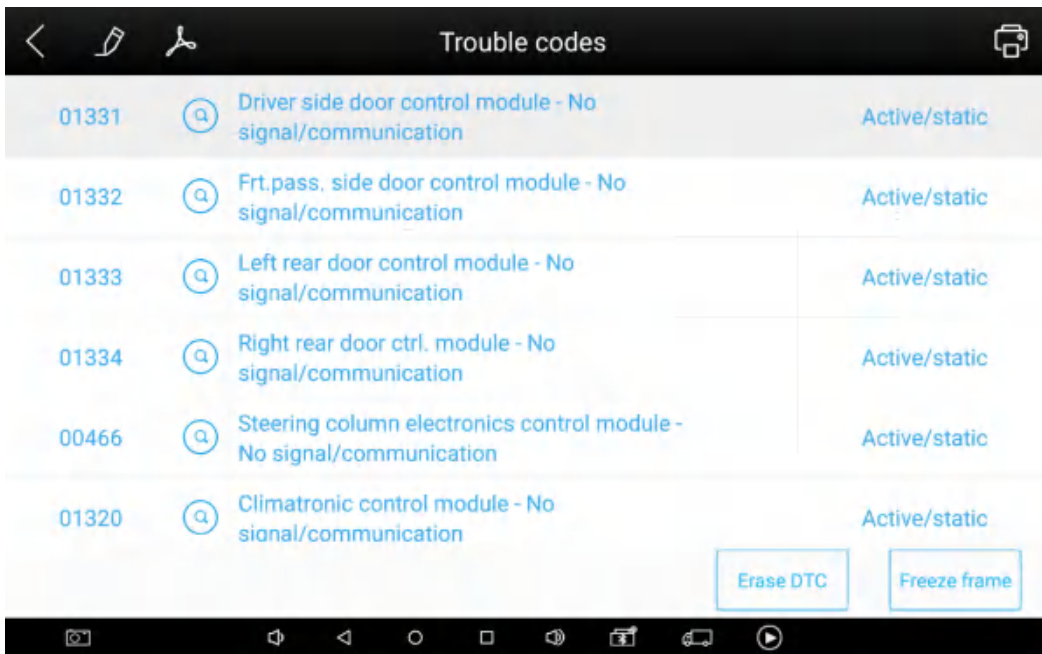 Trouble codes
01331
Driver side door control module - No
signal/communication
Active/static
01332
Frt.pass. side door control module - No
signal/communication
Active/static
01333
Left rear door control module - No
signal/communication
Active/static
01334
Right rear door ctrl. module - No
signal/communication
Active/static
00466
Steering column electronics control module -
No signal/communication
Active/static
01320
Climatronic control module - No
signal/communication
Active/static
Erase DTC
Freeze frame